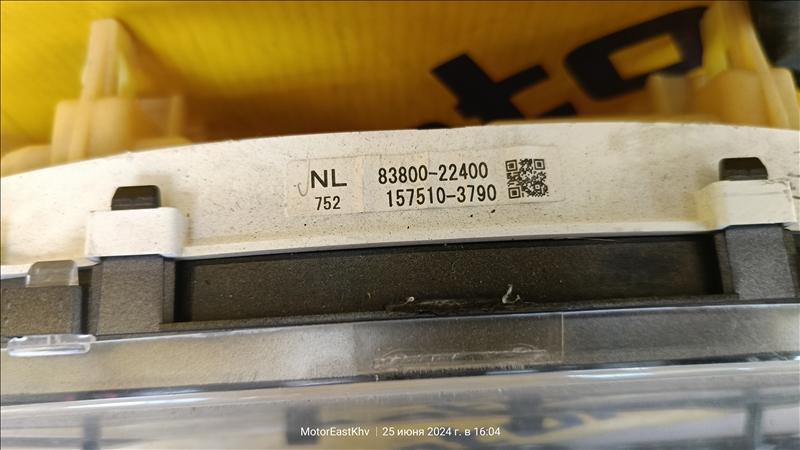 NL 83800-22400
752 157510-3790
MotorEastKhv | 25 июня 2024 г. в 16:04